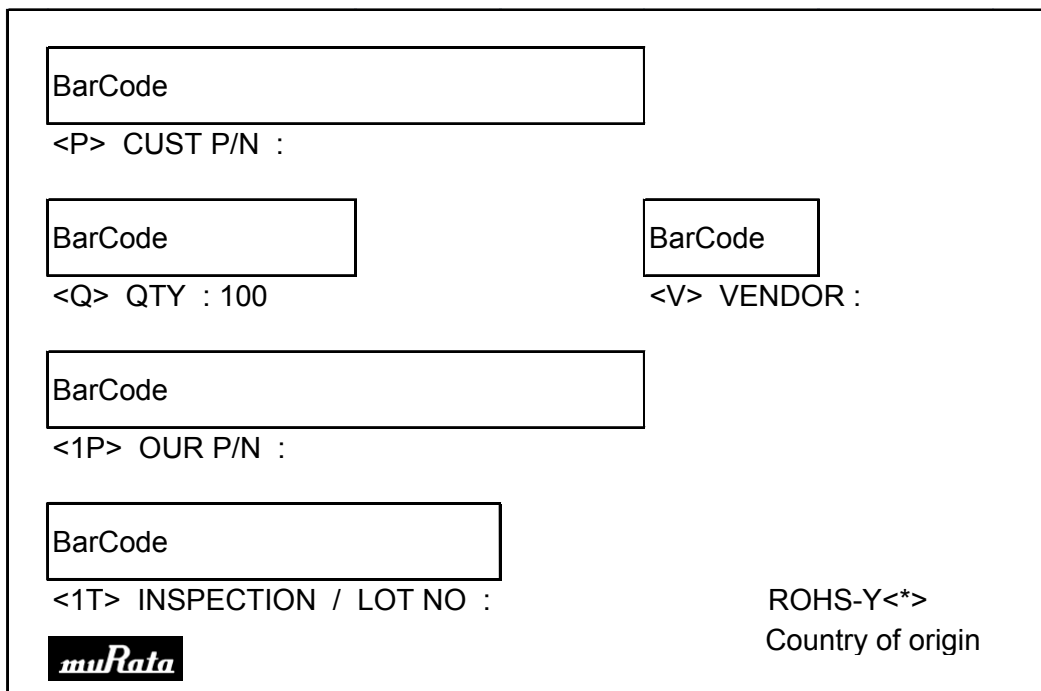 BarCode
<P> CUST P/N :
BarCode
BarCode
<Q> QTY : 100
<V> VENDOR :
BarCode
<1P> OUR P/N :
BarCode
<1T> INSPECTION / LOT NO :
ROHS-Y<*>
Country of origin
muRata